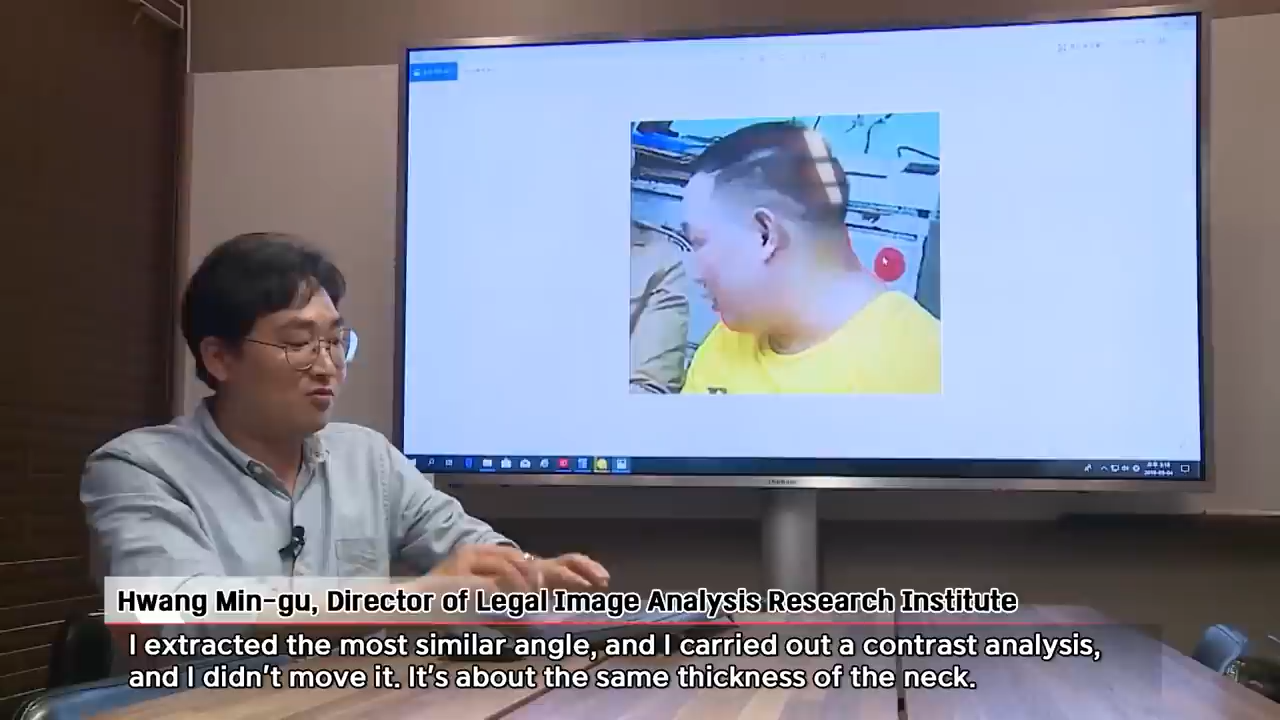 Hwang Min-gu, Director of Legal Image Analysis Research Institute
I extracted the most similar angle, and I carried out a contrast analysis,
and I didn't move it. It's about the same thickness of the neck.